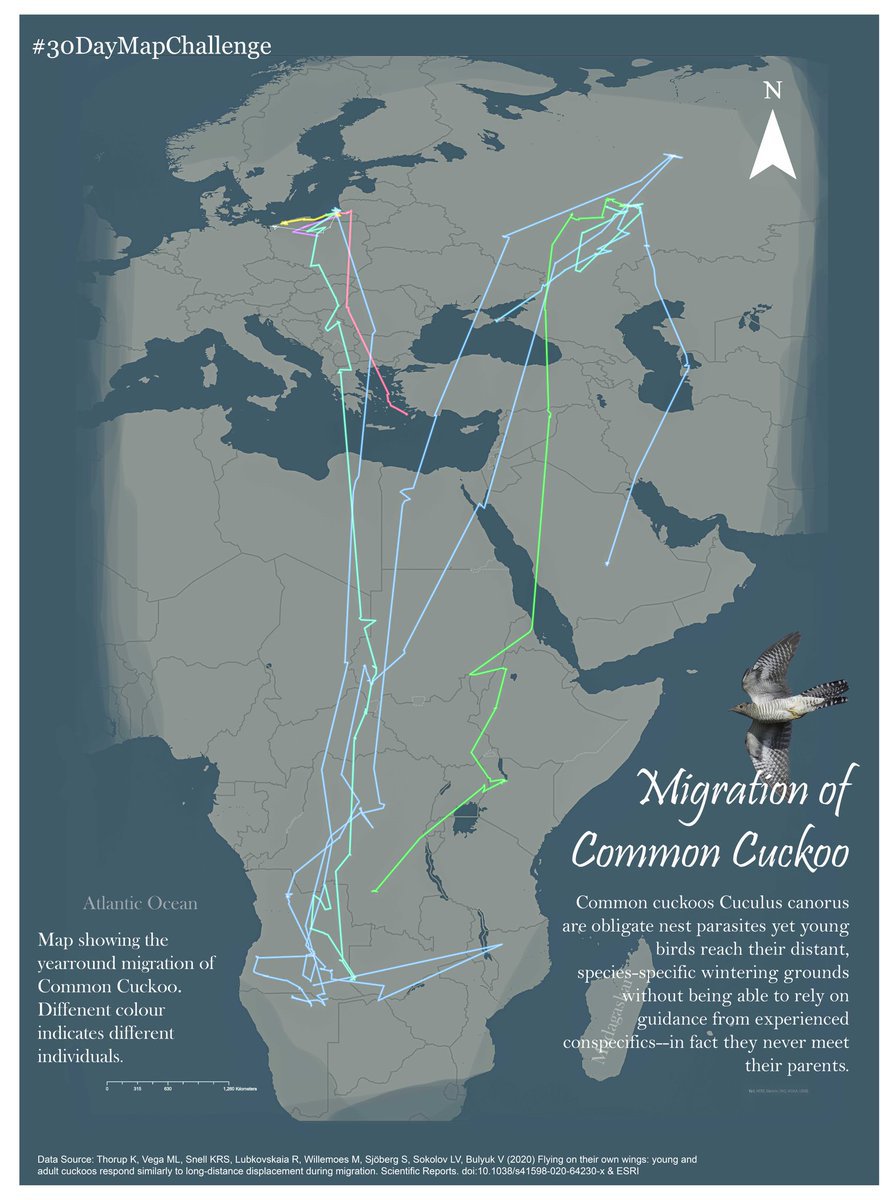 #30DayMapChallenge
N
Migration of
Common Cuckoo
Common cuckoos Cuculus canorus
are obligate nest parasites yet young
birds reach their distant,
species-specific wintering grounds
without being able to rely on
guidance from experienced
conspecifics--in fact they never meet
their parents.
Atlantic Ocean
Map showing the
yearround migration of
Common Cuckoo.
Diffenent colour
indicates different
individuals.
0 315 630 1,260 Kilometers
Data Source: Thorup K, Vega ML, Snell KRS, Lubkovskaia R, Willemoes M, Sjöberg S, Sokolov LV, Bulyuk V (2020) Flying on their own wings: young and
adult cuckoos respond similarly to long-distance displacement during migration. Scientific Reports. doi:10.1038/s41598-020-64230-x & ESRI